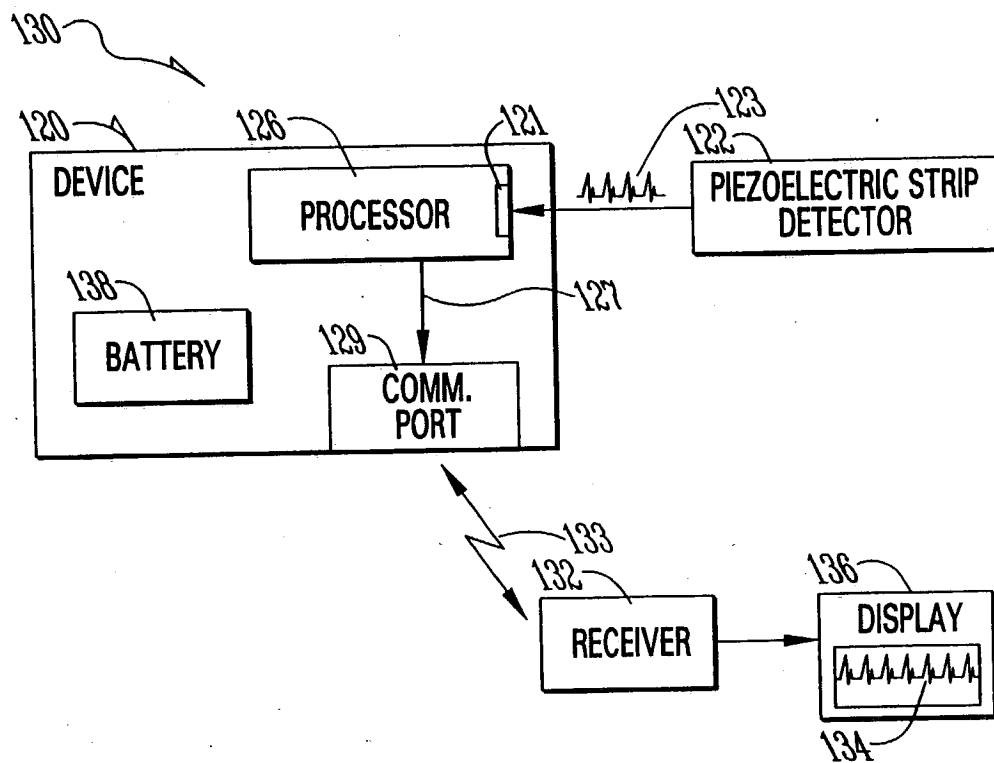 130
120
126
121
123
122
DEVICE
PROCESSOR
PIEZOELECTRIC STRIP
DETECTOR
138
127
BATTERY
129
COMM.
PORT
133
132
136
RECEIVER
DISPLAY
134